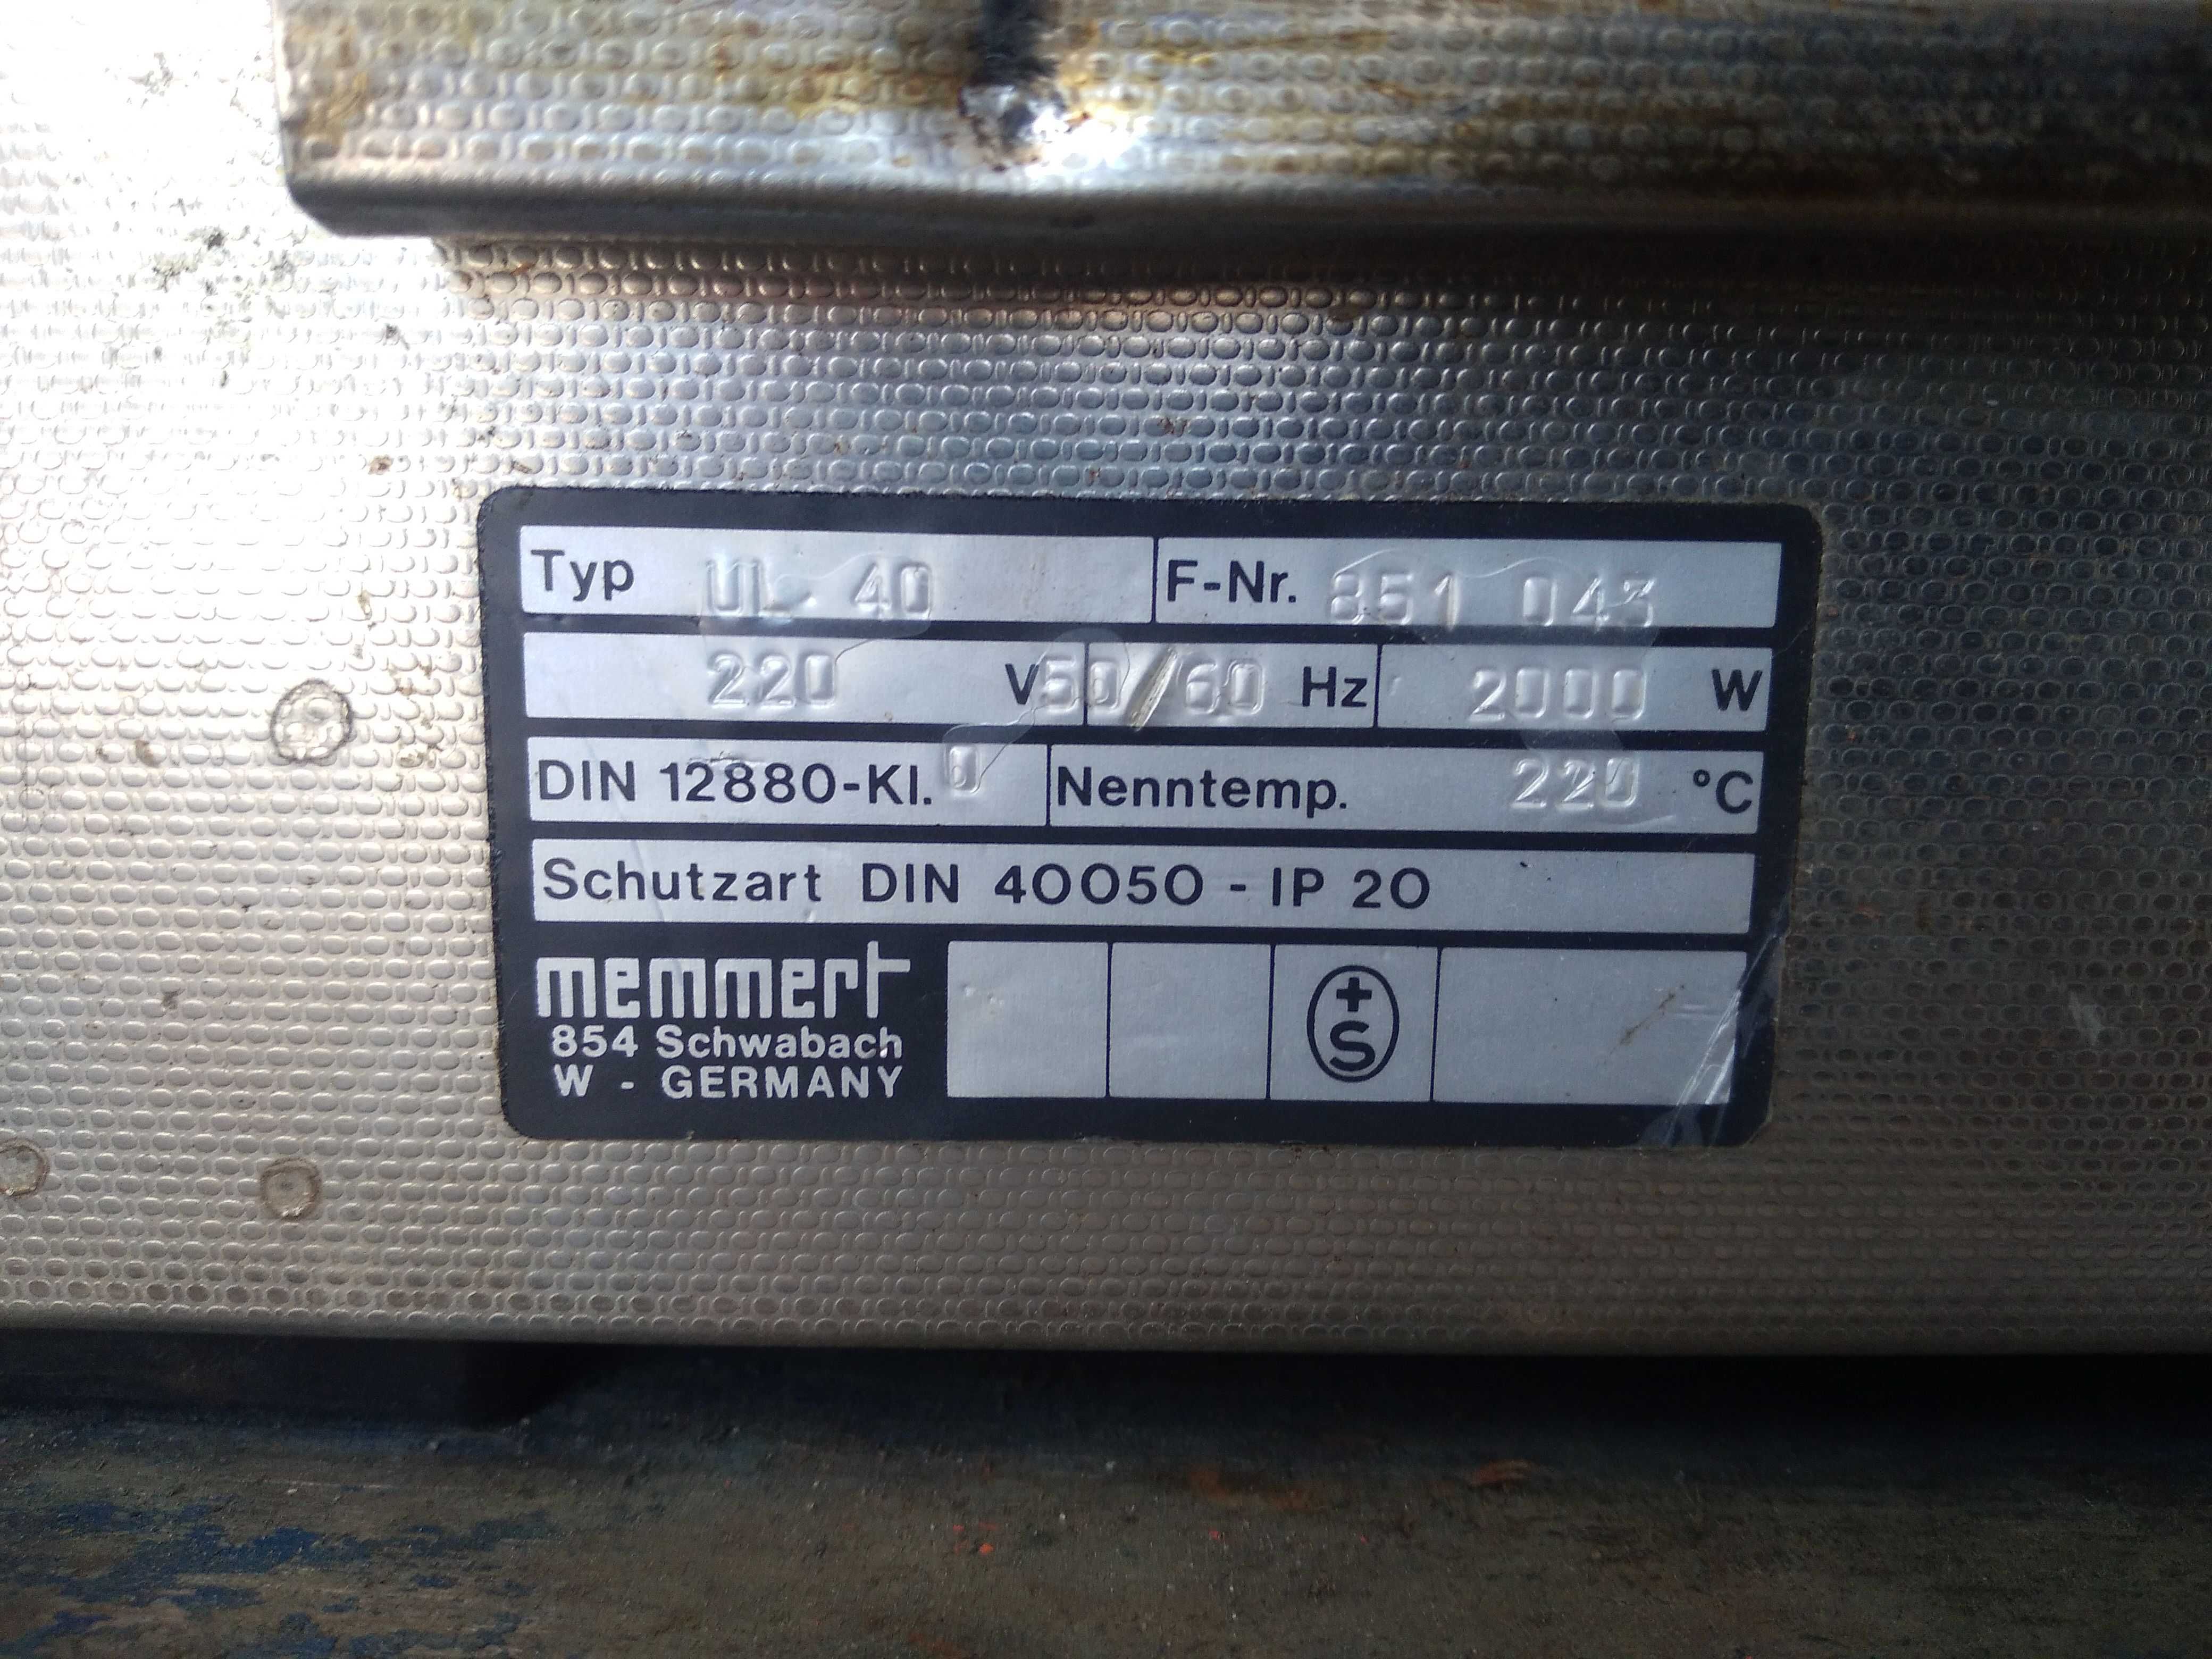 Typ UL 40 F-Nr. 851 043
220 V 50/60 Hz 2000 W
DIN 12880-Kl. 0 Nenntemp. 220 °C
Schutzart DIN 40050 - IP 20
memmert
854 Schwabach
W - GERMANY
+
S